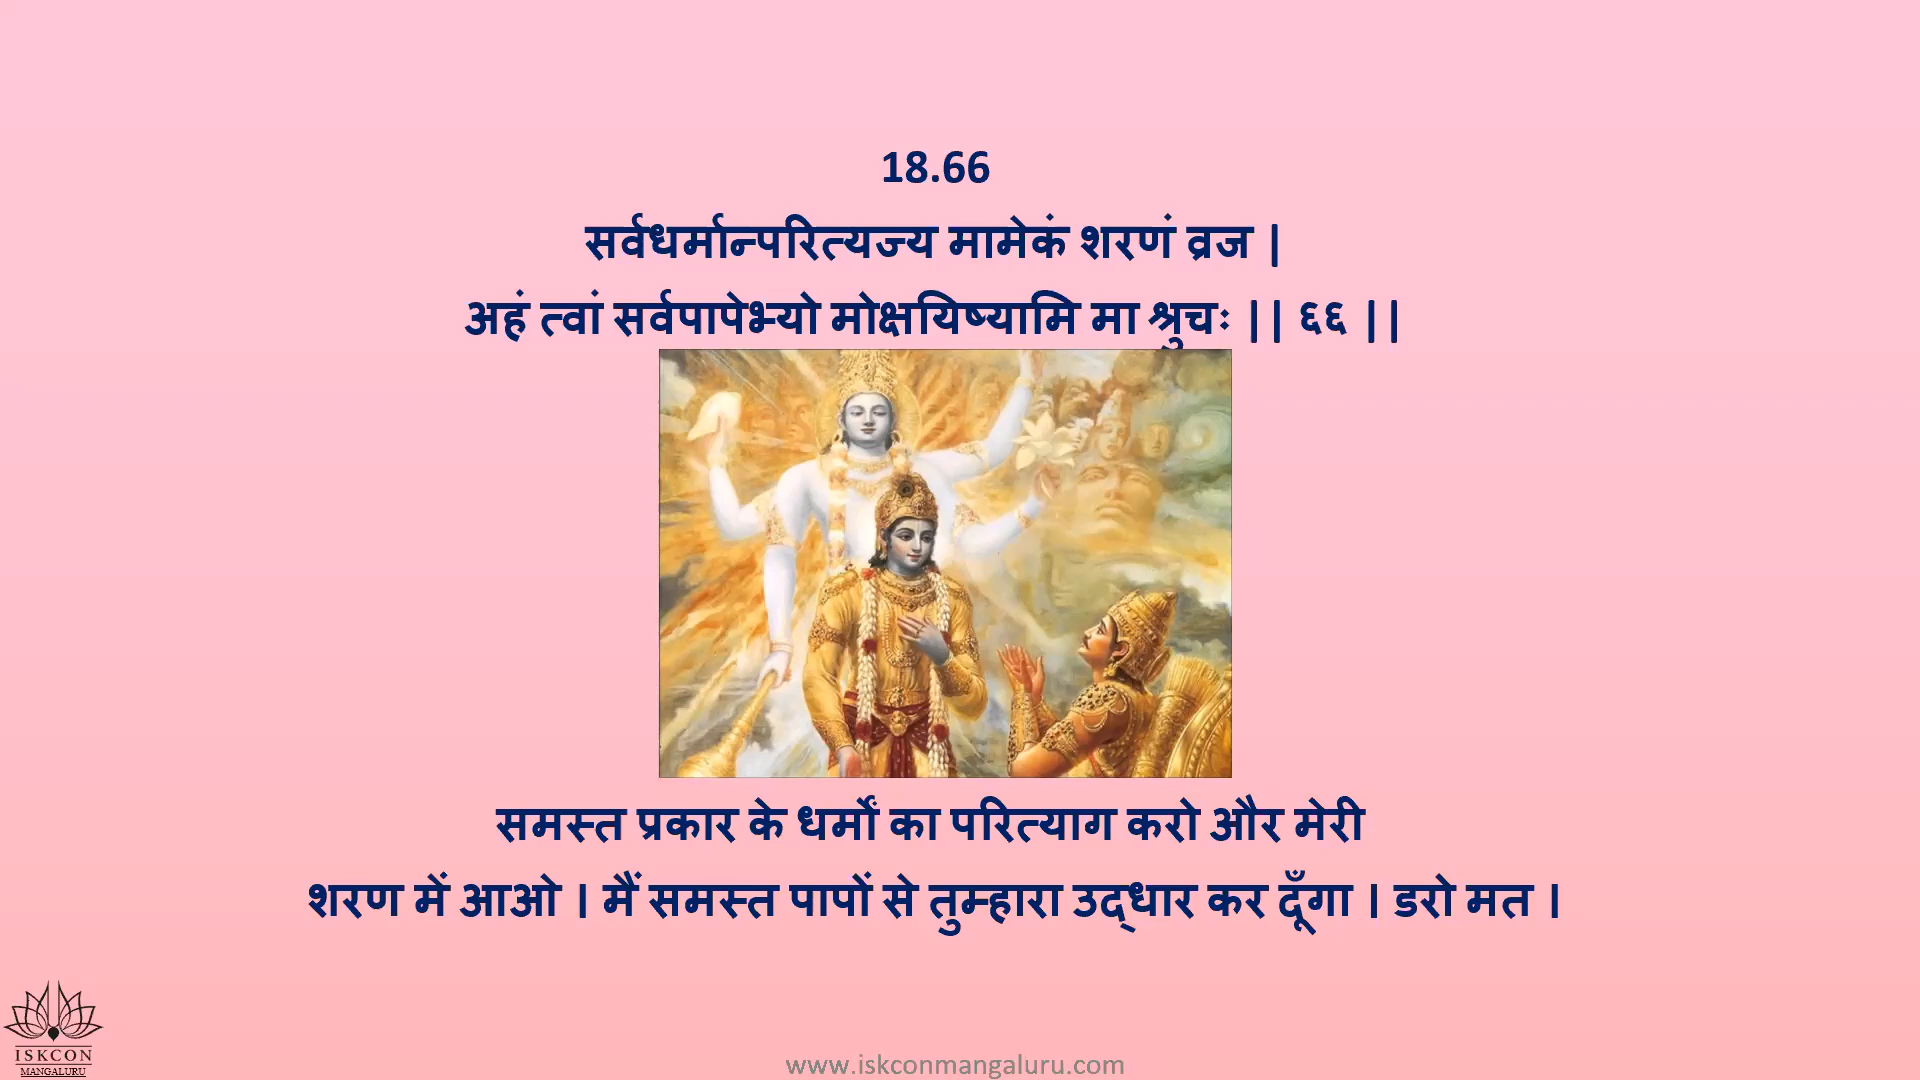 18.66
सर्वधर्मान्परित्यज्य मामेकं शरणं व्रज |
अहं त्वां सर्वपापेभ्यो मोक्षयिष्यामि मा श्रुचः || ६६ ||
समस्त प्रकार के धर्मों का परित्याग करो और मेरी
शरण में आओ । मैं समस्त पापों से तुम्हारा उद्धार कर दूँगा । डरो मत ।
ISKCON
MANGALURU
www.iskconmangaluru.com